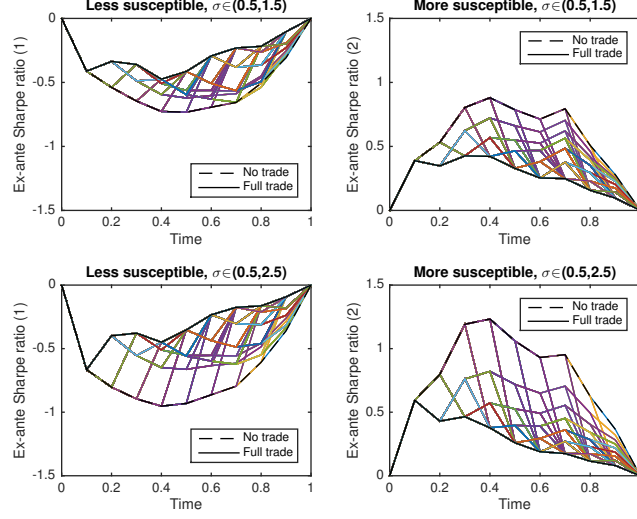 Less susceptible, σ∈(0.5,1.5)
Ex-ante Sharpe ratio (1)
0
-0.5
-1
-1.5
0 0.2 0.4 0.6 0.8 1
Time
No trade
Full trade
More susceptible, σ∈(0.5,1.5)
Ex-ante Sharpe ratio (2)
1.5
1
0.5
0
0 0.2 0.4 0.6 0.8
Time
No trade
Full trade
Less susceptible, σ∈(0.5,2.5)
Ex-ante Sharpe ratio (1)
0
-0.5
-1
-1.5
0 0.2 0.4 0.6 0.8 1
Time
No trade
Full trade
More susceptible, σ∈(0.5,2.5)
Ex-ante Sharpe ratio (2)
1.5
1
0.5
0
0 0.2 0.4 0.6 0.8
Time
No trade
Full trade